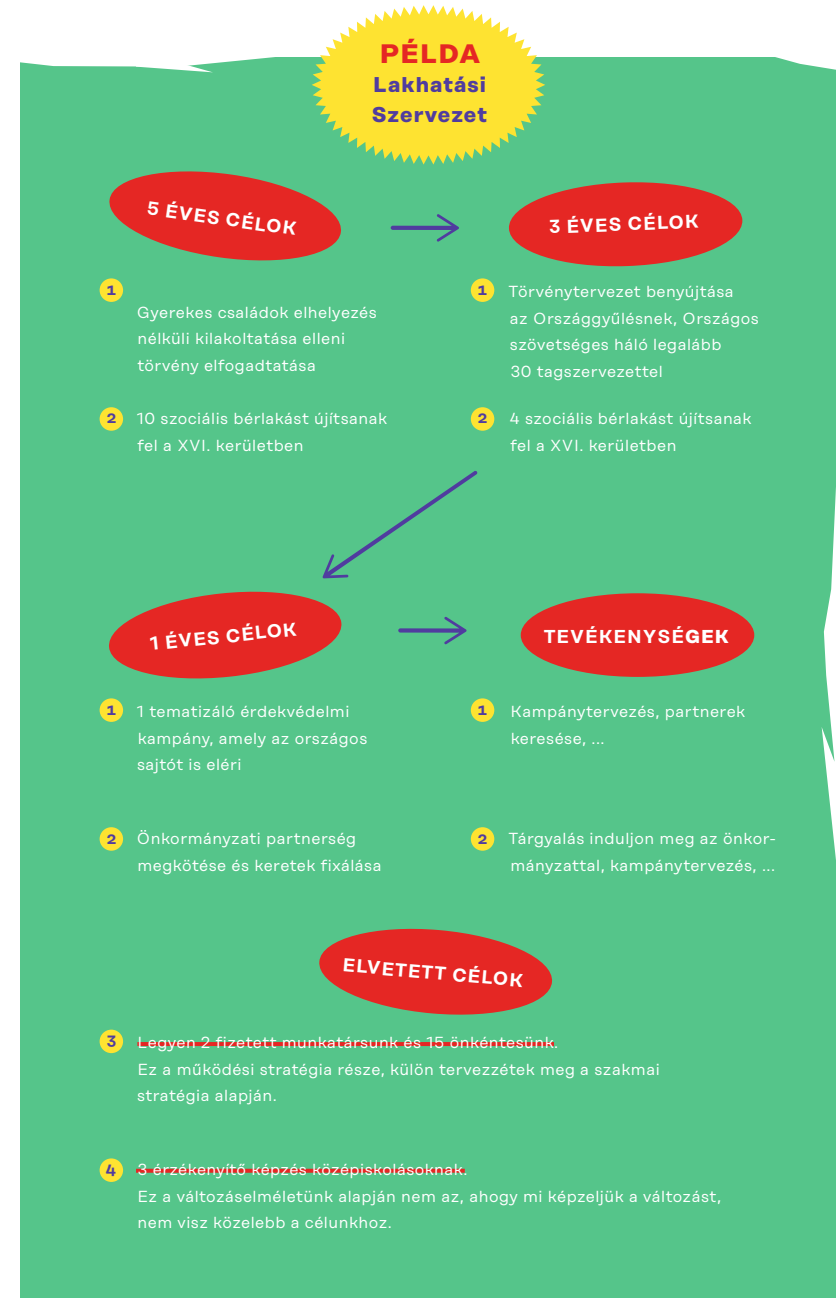 PÉLDA
Lakhatási
Szervezet
5 ÉVES CÉLOK
1
Gyerekes családok elhelyezés
nélküli kilakoltatása elleni
törvény elfogadtatása
2 10 szociális bérlakást újítsanak
fel a XVI. kerületben
3 ÉVES CÉLOK
1 Törvénytervezet benyújtása
az Országgyűlésnek, Országos
szövetséges háló legalább
30 tagszervezettel
2 4 szociális bérlakást újítsanak
fel a XVI. kerületben
1 ÉVES CÉLOK
1 1 tematizáló érdekvédelmi
kampány, amely az országos
sajtót is eléri
2 Önkormányzati partnerség
megkötése és keretek fixálása
TEVÉKENYSÉGEK
1 Kampánytervezés, partnerek
keresése, ...
2 Tárgyalás induljon meg az önkor-
mányzattal, kampánytervezés, ...
ELVETETT CÉLOK
3 Legyen 2 fizetett munkatársunk és 15 önkéntesünk.
Ez a működési stratégia része, külön tervezzétek meg a szakmai
stratégia alapján.
4 3 érzékenyítő képzés középiskolásoknak.
Ez a változáselméletünk alapján nem az, ahogy mi képzeljük a változást,
nem visz közelebb a célunkhoz.